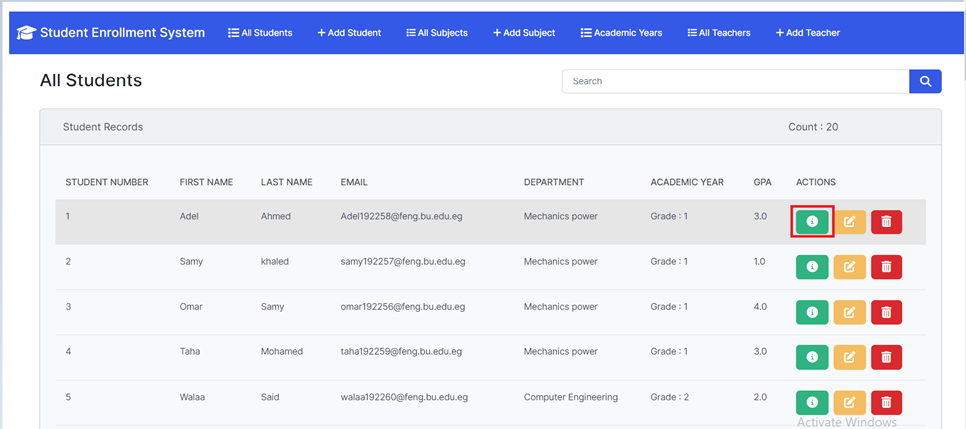 Student Enrollment System All Students Add Student All Subjects Add Subject Academic Years All Teachers Add Teacher
All Students Search
Student Records Count : 20
STUDENT NUMBER FIRST NAME LAST NAME EMAIL DEPARTMENT ACADEMIC YEAR GPA ACTIONS
1 Adel Ahmed Adel192258@feng.bu.edu.eg Mechanics power Grade : 1 3.0
2 Samy khaled samy192257@feng.bu.edu.eg Mechanics power Grade : 1 1.0
3 Omar Samy omar192256@feng.bu.edu.eg Mechanics power Grade : 1 4.0
4 Taha Mohamed taha192259@feng.bu.edu.eg Mechanics power Grade : 1 3.0
5 Walaa Said walaa192260@feng.bu.edu.eg Computer Engineering Grade : 2 2.0
Activate Windows